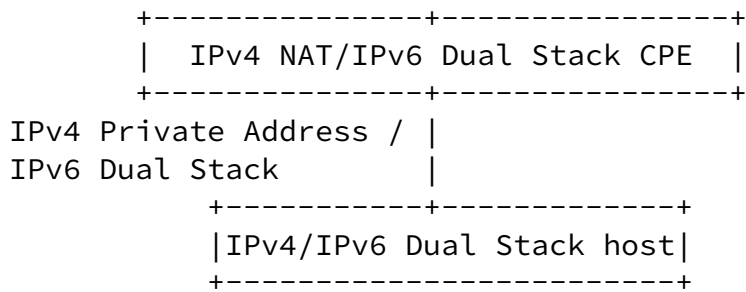 IPv4 NAT/IPv6 Dual Stack CPE
IPv4 Private Address /
IPv6 Dual Stack
IPv4/IPv6 Dual Stack host